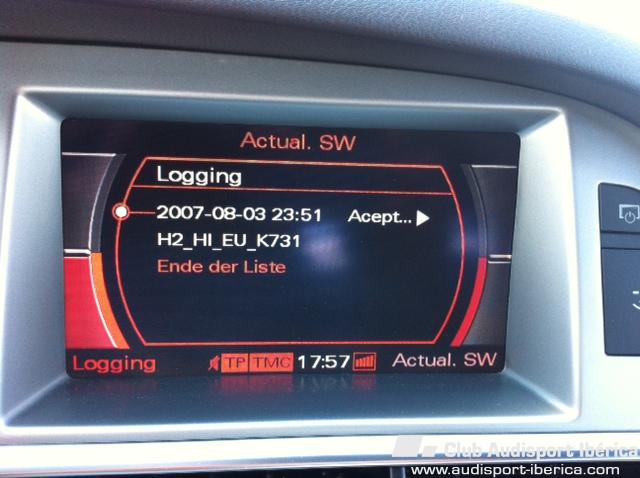 Actual. SW
Logging
2007-08-03 23:51 Acept...
H2_HI_EU_K731
Ende der Liste
Logging TP TMC 17:57 Actual. SW
Club Audisport Ibérica
www.audisport-iberica.com